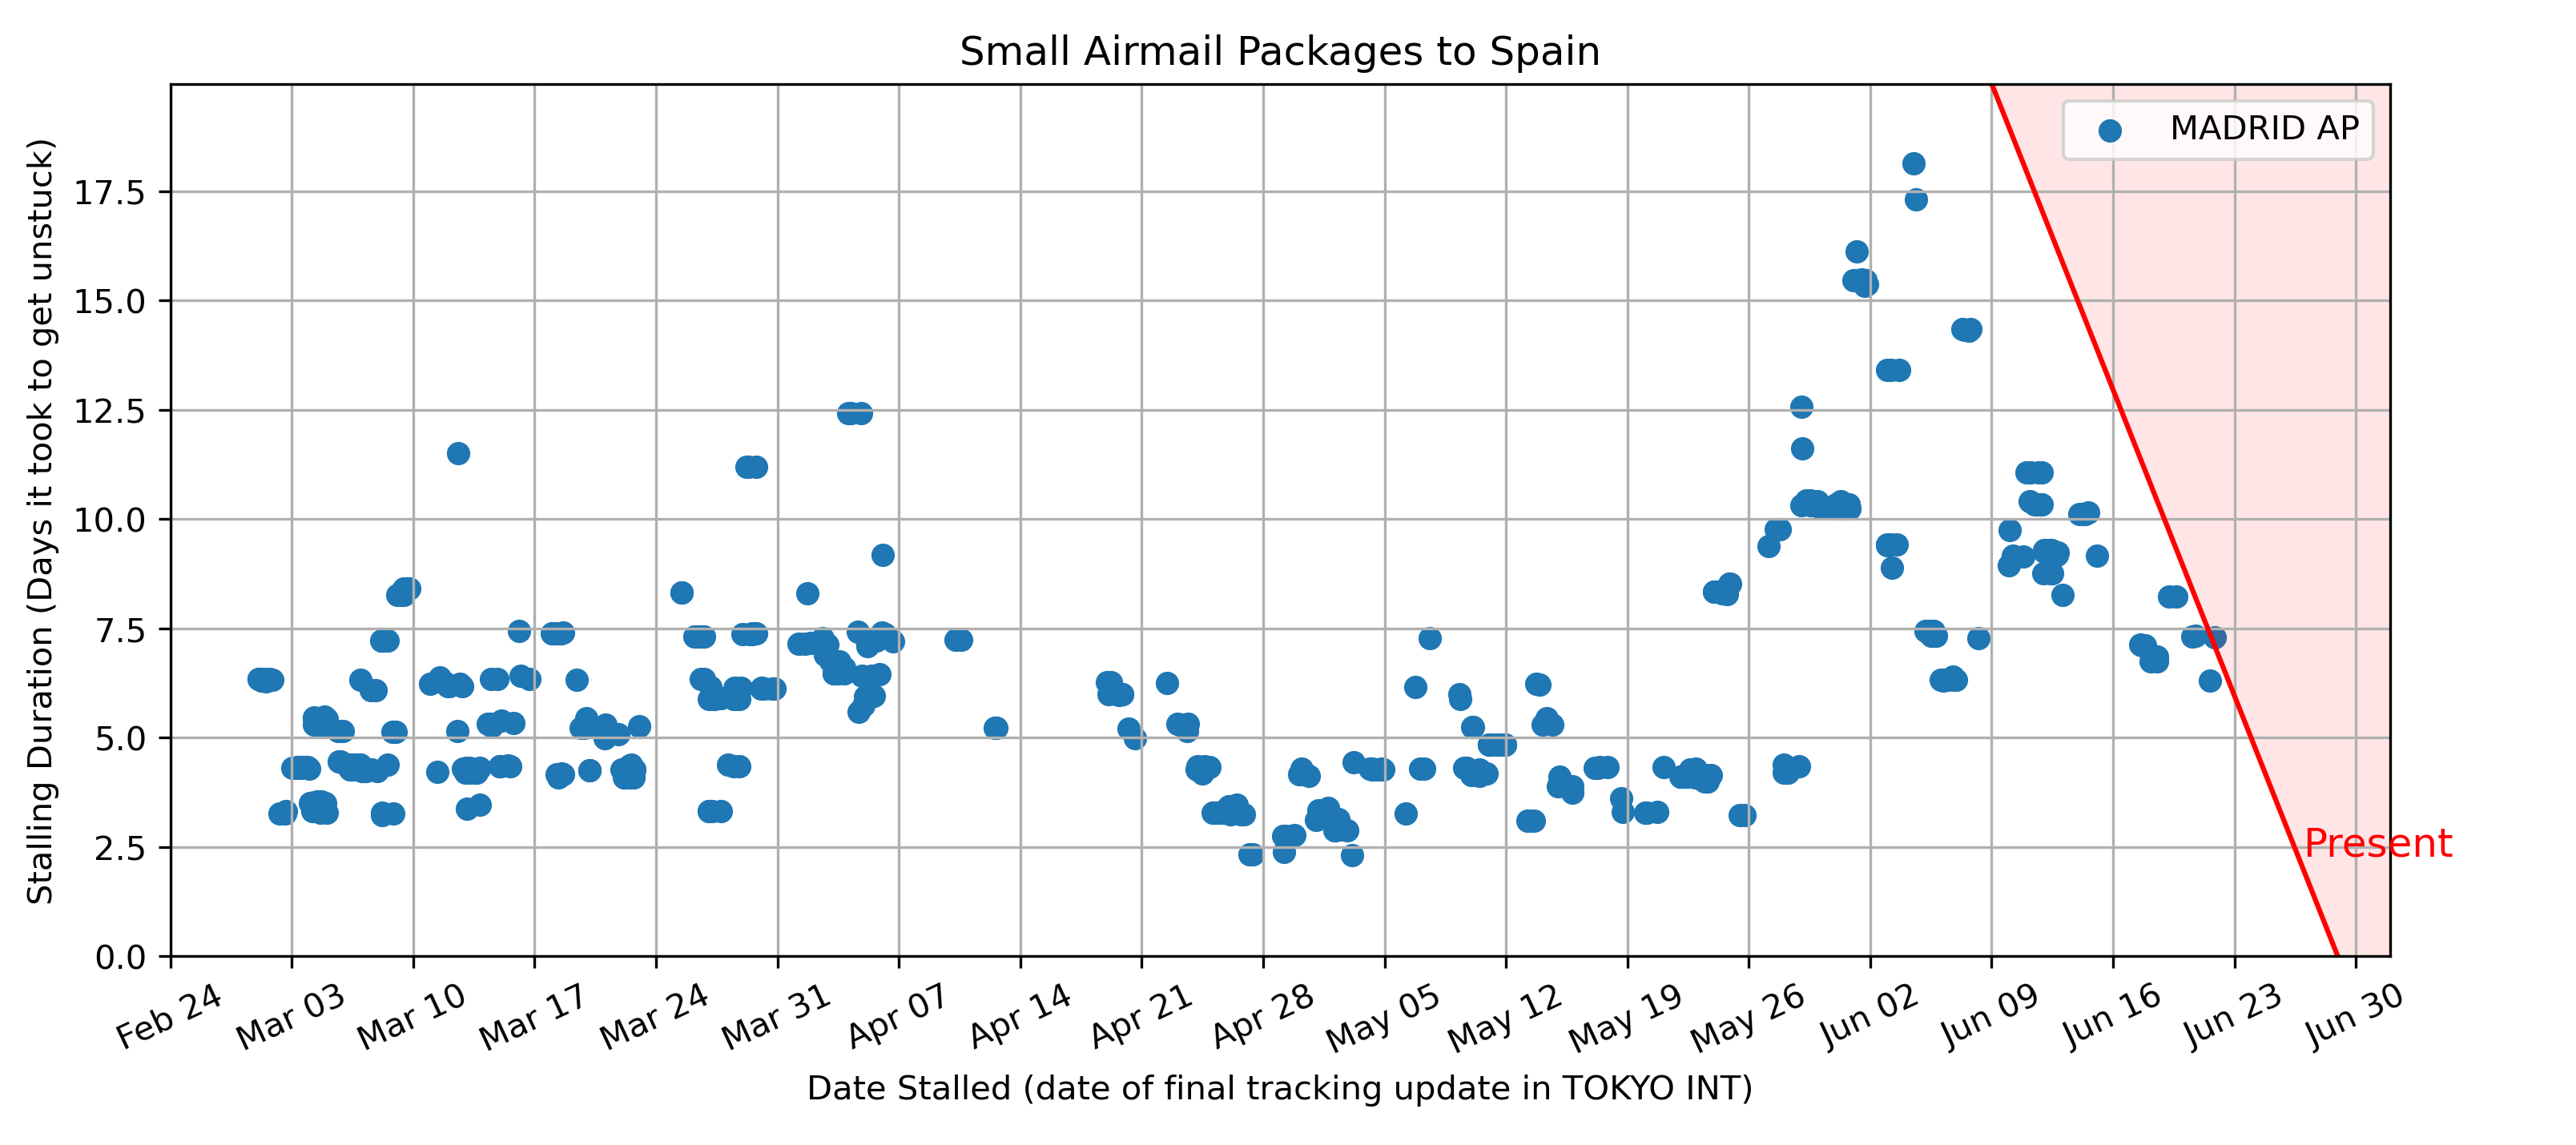 Small Airmail Packages to Spain
MADRID AP
Stalling Duration (Days it took to get unstuck)
17.5
15.0
12.5
10.0
7.5
5.0
2.5
0.0
Present
Feb 24 Mar 03 Mar 10 Mar 17 Mar 24 Mar 31 Apr 07 Apr 14 Apr 21 Apr 28 May 05 May 12 May 19 May 26 Jun 02 Jun 09 Jun 16 Jun 23 Jun 30
Date Stalled (date of final tracking update in TOKYO INT)